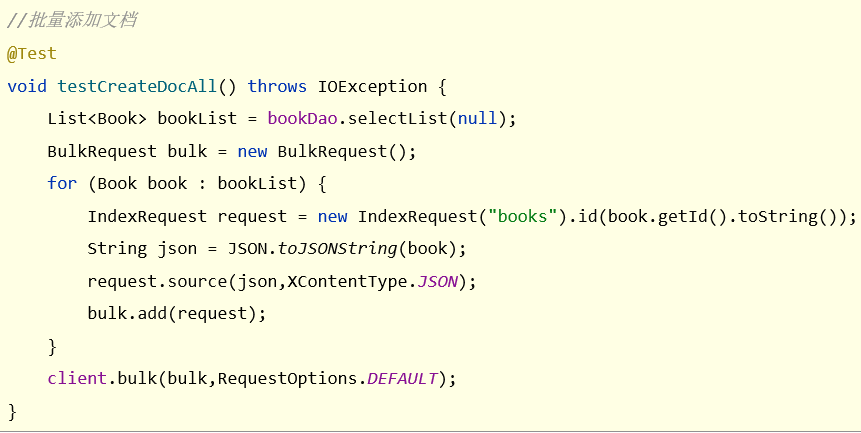 //批量添加文档
@Test
void testCreateDocAll() throws IOException {
    List<Book> bookList = bookDao.selectList(null);
    BulkRequest bulk = new BulkRequest();
    for (Book book : bookList) {
        IndexRequest request = new IndexRequest("books").id(book.getId().toString());
        String json = JSON.toJSONString(book);
        request.source(json,XContentType.JSON);
        bulk.add(request);
    }
    client.bulk(bulk,RequestOptions.DEFAULT);
}